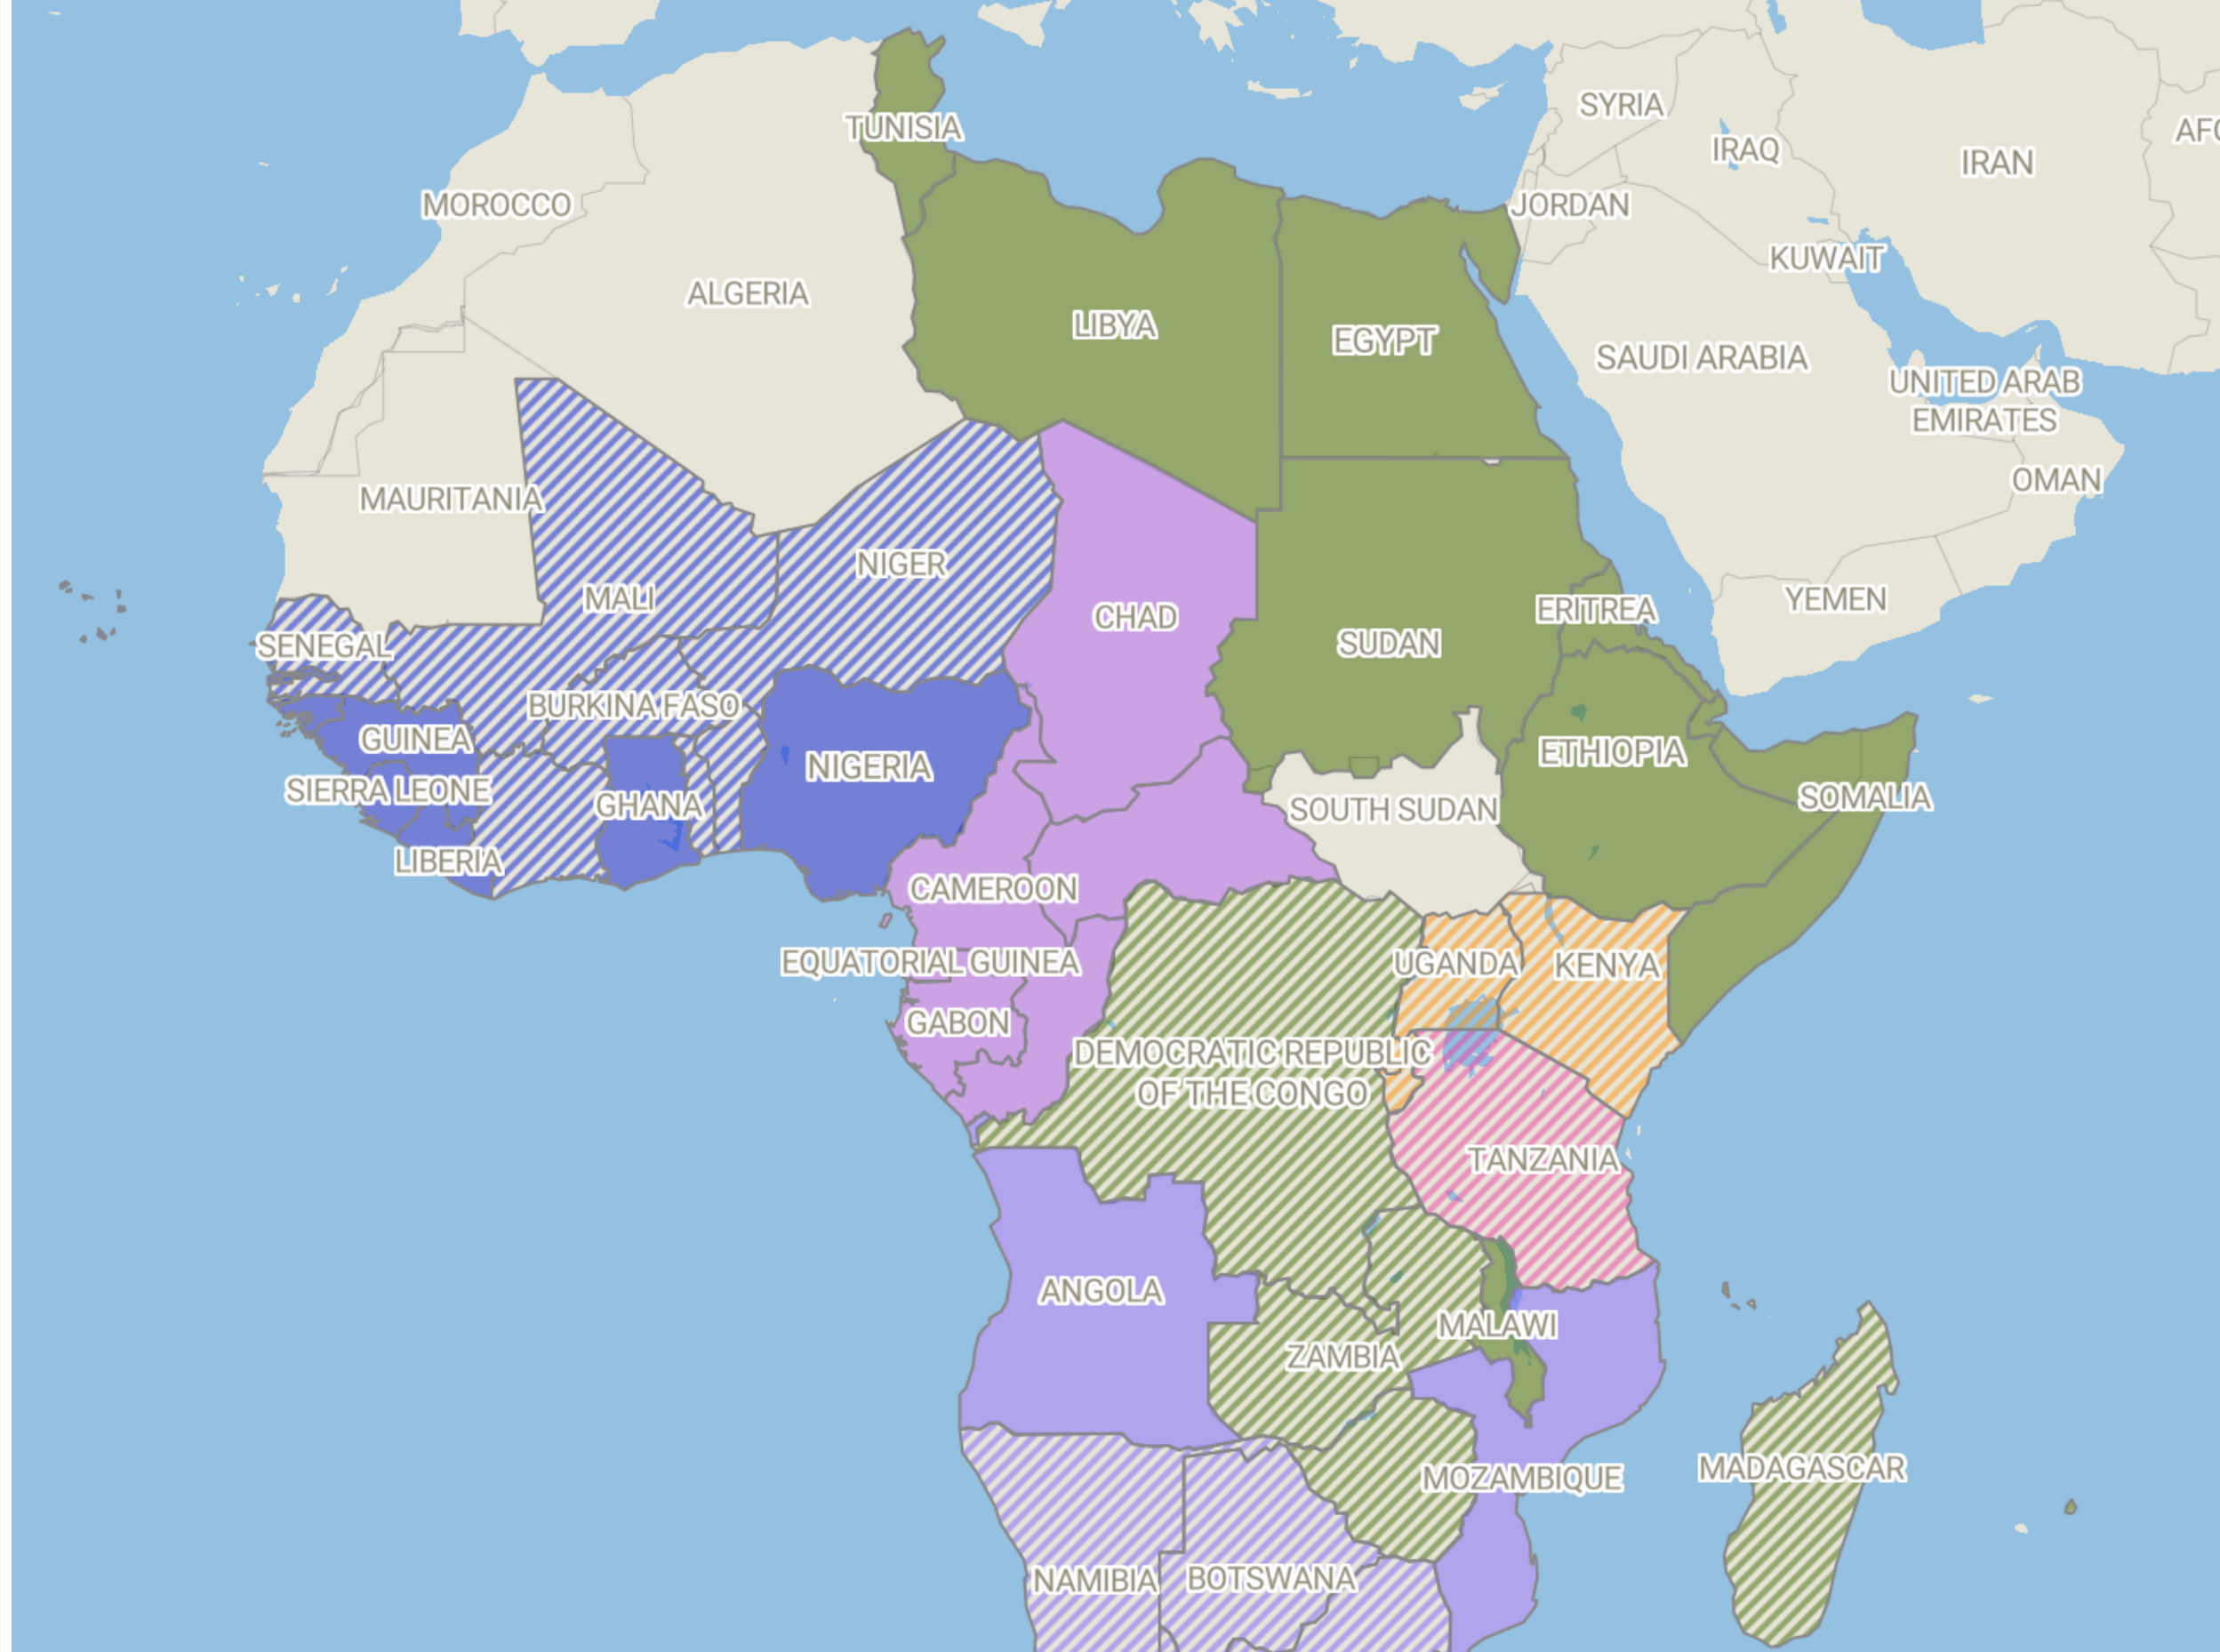 SYRIA
AFG
TUNISIA
IRAQ
IRAN
MOROCCO
JORDAN
KUWAIT
ALGERIA
LIBYA
EGYPT
SAUDI ARABIA
UNITED ARAB
EMIRATES
OMAN
MAURITANIA
NIGER
MALI
CHAD
ERITREA
YEMEN
SENEGAL
SUDAN
BURKINA FASO
GUINEA
NIGERIA
ETHIOPIA
SIERRA LEONE
GHANA
SOUTH SUDAN
SOMALIA
LIBERIA
CAMEROON
EQUATORIAL GUINEA
UGANDA
KENYA
GABON
DEMOCRATIC REPUBLIC
OF THE CONGO
TANZANIA
ANGOLA
MALAWI
ZAMBIA
MOZAMBIQUE
MADAGASCAR
NAMIBIA
BOTSWANA